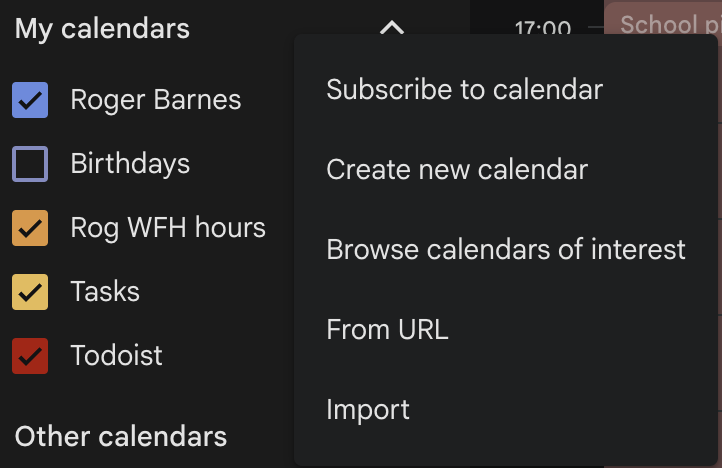 My calendars
17:00
School pi
Roger Barnes
Birthdays
Rog WFH hours
Tasks
Todoist
Other calendars
Subscribe to calendar
Create new calendar
Browse calendars of interest
From URL
Import